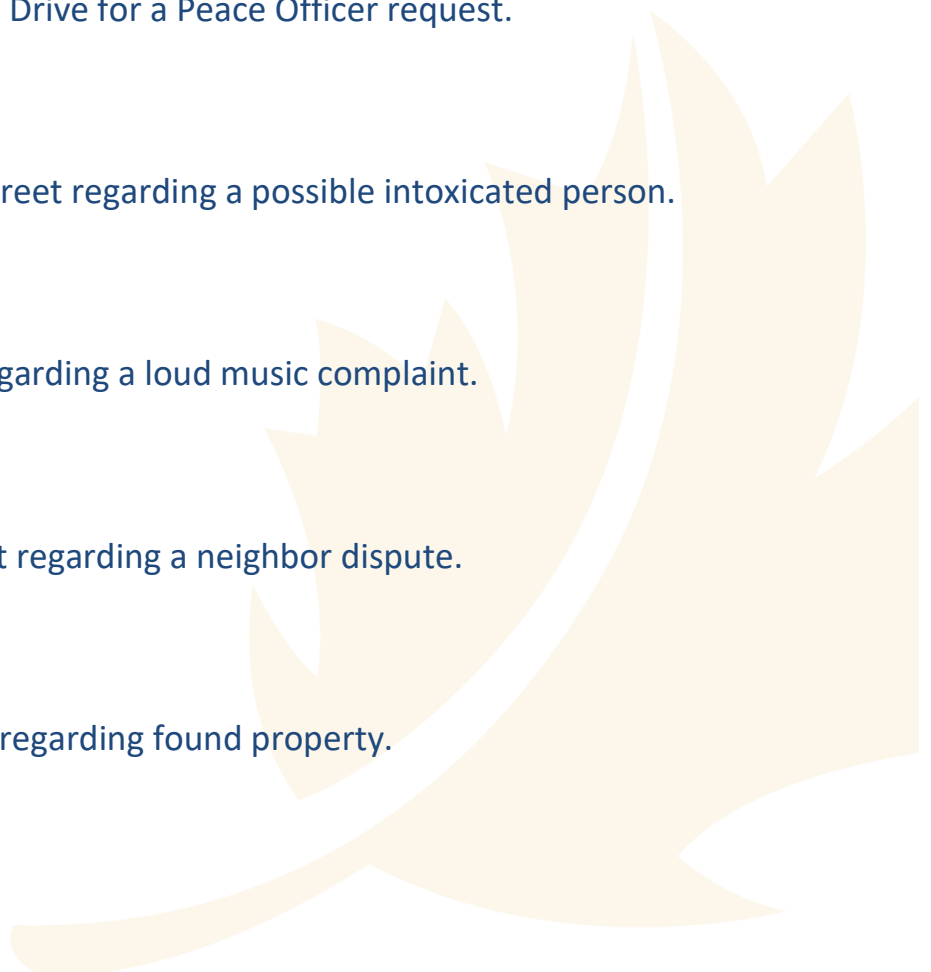 Drive for a Peace Officer request.
reet regarding a possible intoxicated person.
garding a loud music complaint.
t regarding a neighbor dispute.
regarding found property.